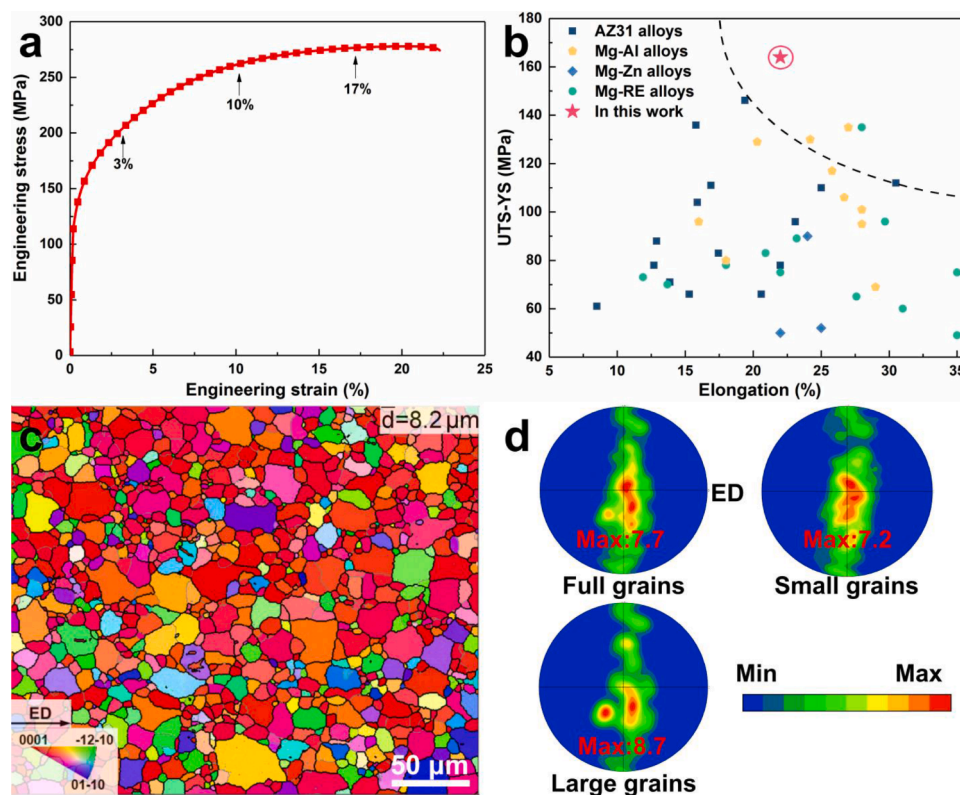 a
Engineering stress (MPa)
300
250
200
150
100
50
0
3%
10%
17%
0 5 10 15 20 25
Engineering strain (%)
b
UTS-YS (MPa)
180
160
140
120
100
80
60
40
AZ31 alloys
Mg-Al alloys
Mg-Zn alloys
Mg-RE alloys
In this work
5 10 15 20 25 30 35
Elongation (%)
c
d̅=8.2 μm
ED
0001 -12-10
01-10
50 μm
d
ED
Max:7.7
Max:7.2
Full grains
Small grains
Max:8.7
Large grains
Min
Max